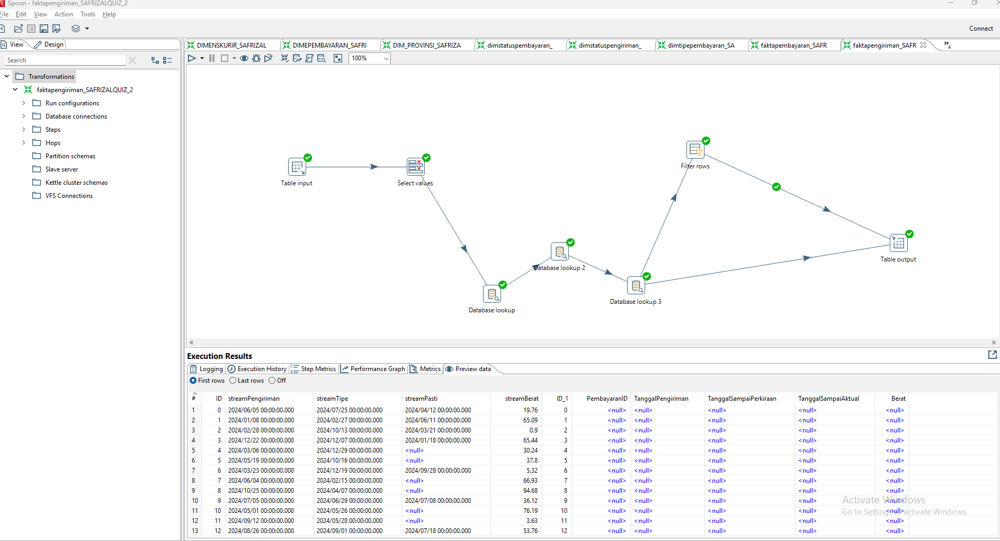 Spoon - faktapengiriman_SAFRIZALQUIZ_2
File Edit View Action Tools Help
Connect
View Design
DIMENSKURIR_SAFRIZAL DIMEPEMBAYARAN_SAFRI DIM_PROVINSI_SAFRIZA dimstatuspembayaran_ dimstatuspengiriman_ dimtipepembayaran_SA faktapembayaran_SAFR faktapengiriman_SAFR » 4
Search
100%
Transformations
faktapengiriman_SAFRIZALQUIZ_2
Run configurations
Database connections
Steps
Hops
Partition schemas
Slave server
Kettle cluster schemas
VFS Connections
Filter rows
Table input
Select values
Table output
Database lookup 2
Database lookup 3
Database lookup
Execution Results
Logging Execution History Step Metrics Performance Graph Metrics Preview data
First rows Last rows Off
# ID streamPengiriman streamTipe streamPasti streamBerat ID_1 PembayaranID TanggalPengiriman TanggalSampaiPerkiraan TanggalSampaiAktual Berat
1 0 2024/06/05 00:00:00.000 2024/07/25 00:00:00.000 2024/04/12 00:00:00.000 19.76 0 <null> <null> <null> <null> <null>
2 1 2024/01/08 00:00:00.000 2024/02/27 00:00:00.000 2024/06/11 00:00:00.000 65.09 1 <null> <null> <null> <null> <null>
3 2 2024/02/28 00:00:00.000 2024/10/13 00:00:00.000 2024/03/21 00:00:00.000 0.9 2 <null> <null> <null> <null> <null>
4 3 2024/12/22 00:00:00.000 2024/12/07 00:00:00.000 2024/01/18 00:00:00.000 65.44 3 <null> <null> <null> <null> <null>
5 4 2024/03/06 00:00:00.000 2024/12/29 00:00:00.000 <null> 30.24 4 <null> <null> <null> <null> <null>
6 5 2024/05/19 00:00:00.000 2024/10/16 00:00:00.000 <null> 37.8 5 <null> <null> <null> <null> <null>
7 6 2024/03/23 00:00:00.000 2024/12/19 00:00:00.000 2024/09/28 00:00:00.000 5.32 6 <null> <null> <null> <null> <null>
8 7 2024/06/04 00:00:00.000 2024/02/15 00:00:00.000 <null> 66.93 7 <null> <null> <null> <null> <null>
9 8 2024/10/25 00:00:00.000 2024/04/07 00:00:00.000 <null> 94.68 8 <null> <null> <null> <null> <null>
10 9 2024/07/05 00:00:00.000 2024/06/29 00:00:00.000 2024/07/08 00:00:00.000 36.12 9 <null> <null> <null> <null> <null>
11 10 2024/05/01 00:00:00.000 2024/05/26 00:00:00.000 <null> 76.19 10 <null> <null> <null> <null> <null>
12 11 2024/09/12 00:00:00.000 2024/05/28 00:00:00.000 <null> 3.63 11 <null> <null> <null> <null> <null>
13 12 2024/08/26 00:00:00.000 2024/09/01 00:00:00.000 2024/07/18 00:00:00.000 53.76 12 <null> <null> <null> <null> <null>
Activate Windows
Go to Settings to activate Windows.